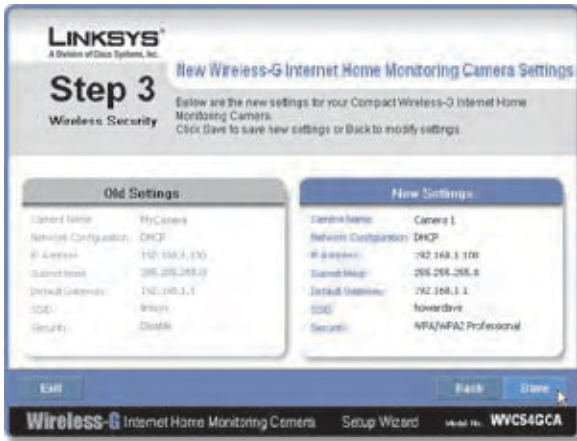 LINKSYS®
A Division of Cisco Systems, Inc.
Step 3
Wireless Security
New Wireless-G Internet Home Monitoring Camera Settings
Below are the new settings for your Compact Wireless-G Internet Home
Monitoring Camera.
Click Save to save new settings or Back to modify settings.
Old Settings
Camera Name: MyCamera
Network Configuration: DHCP
IP Address: 192.168.1.100
Subnet Mask: 255.255.255.0
Default Gateway: 192.168.1.1
SSID: linksys
Security: Disable
New Settings
Camera Name: Camera 1
Network Configuration: DHCP
IP Address: 192.168.1.100
Subnet Mask: 255.255.255.0
Default Gateway: 192.168.1.1
SSID: howardave
Security: WPA/WPA2 Professional
Exit
Back
Save
Wireless-G Internet Home Monitoring Camera Setup Wizard Model No. WVC54GCA